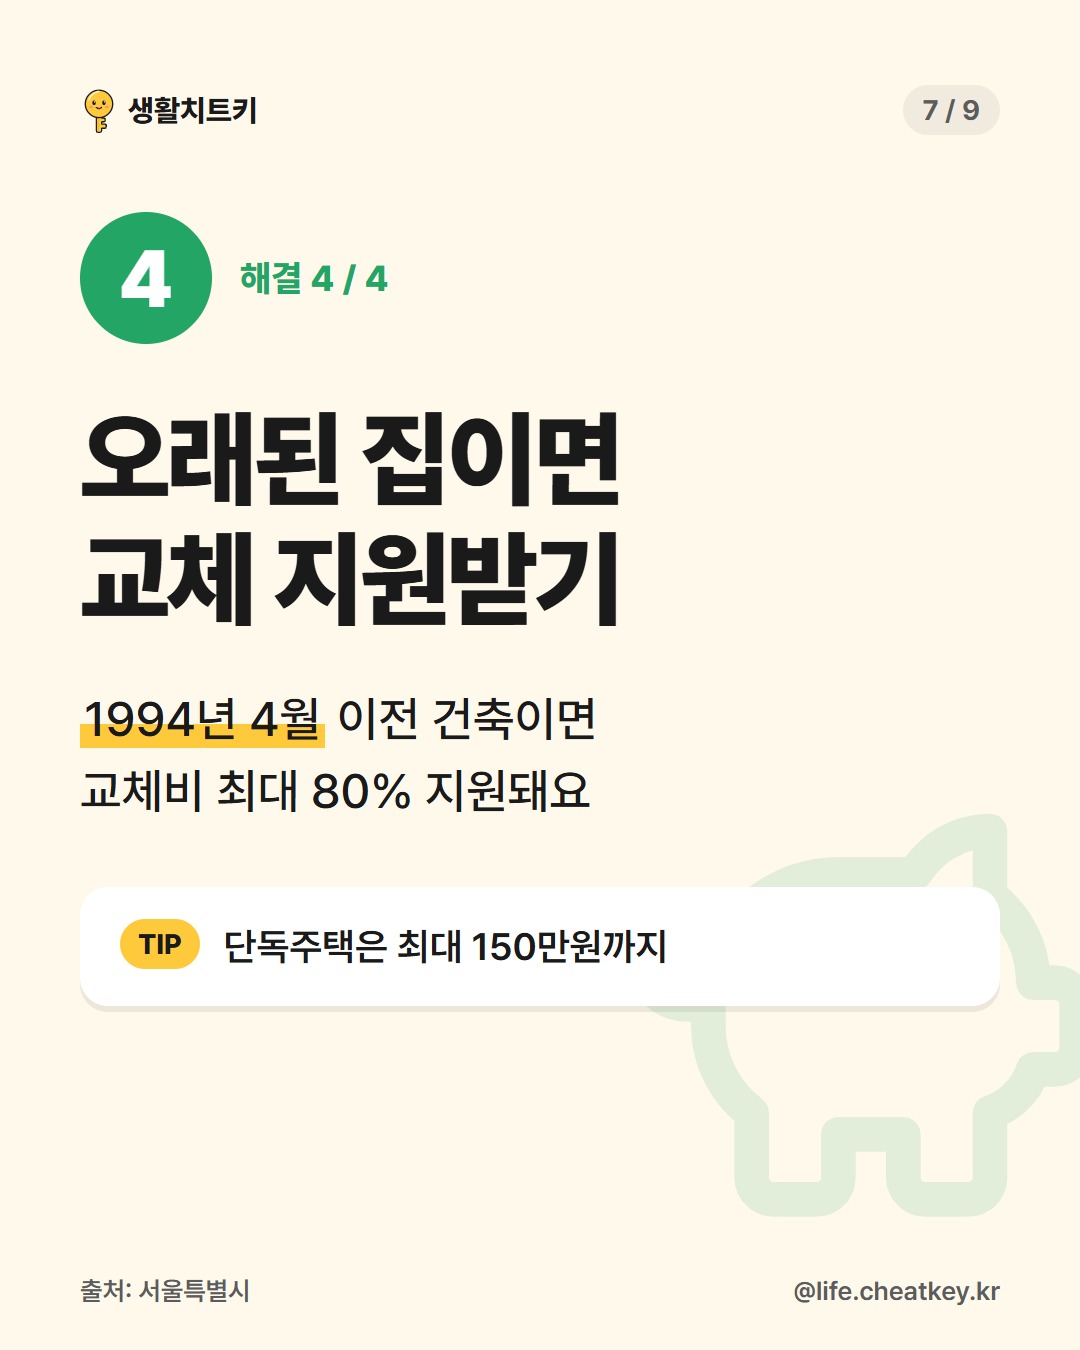 생활치트키
7 / 9
4
해결 4 / 4
오래된 집이면
교체 지원받기
1994년 4월 이전 건축이면
교체비 최대 80% 지원돼요
TIP 단독주택은 최대 150만원까지
출처: 서울특별시
@life.cheatkey.kr